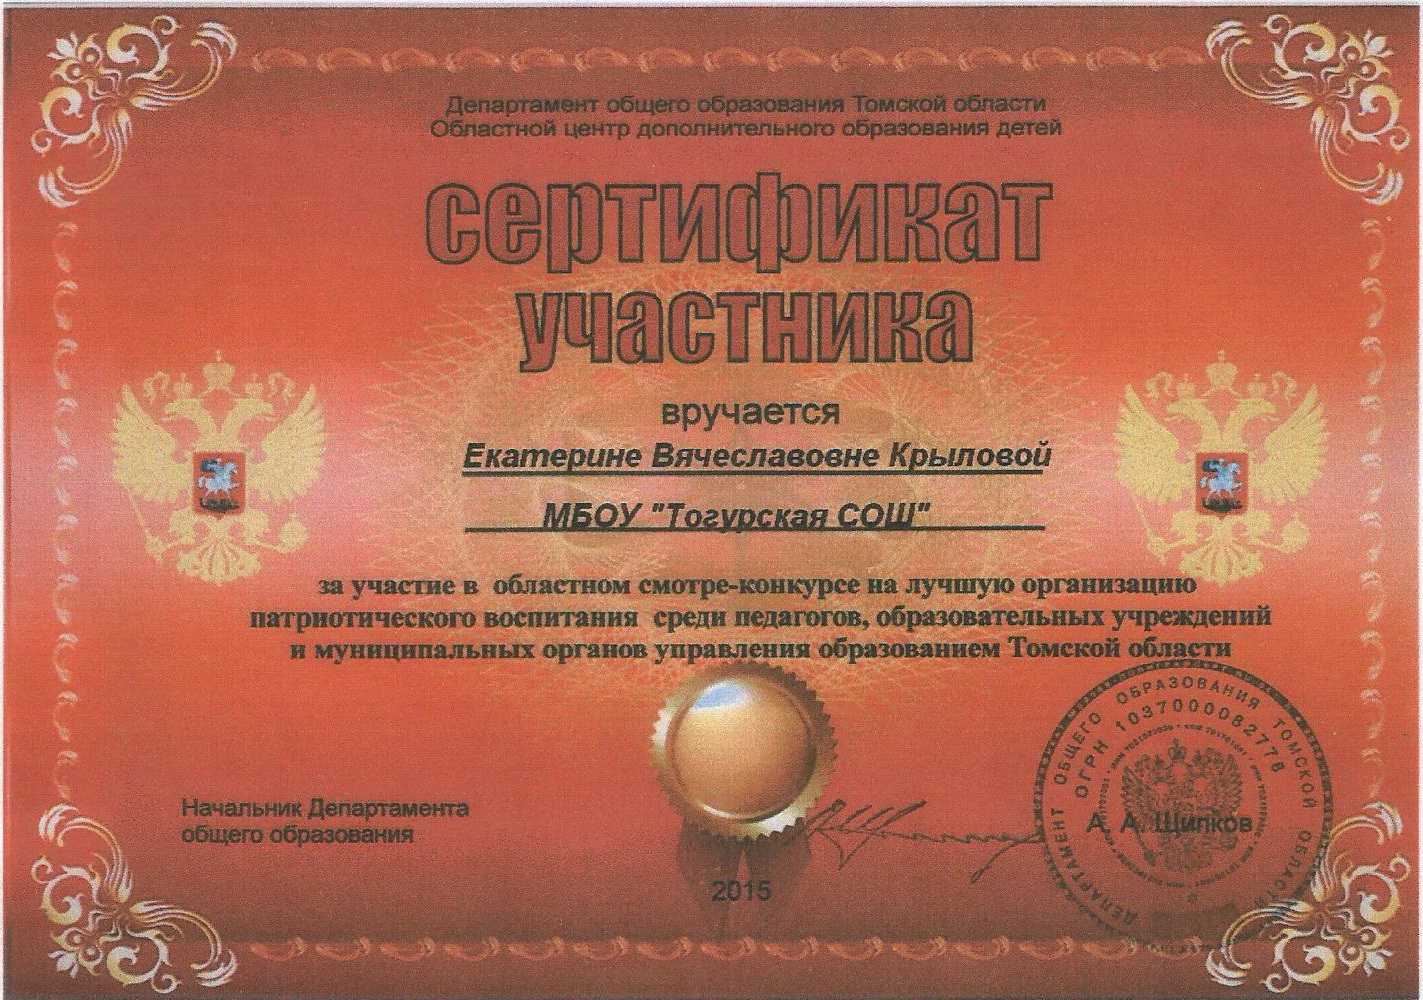 Департамент общего образования Томской области
Областной центр дополнительного образования детей
сертификат
участника
вручается
Екатерине Вячеславовне Крыловой
МБОУ "Тогурская СОШ"
за участие в областном смотре-конкурсе на лучшую организацию
патриотического воспитания среди педагогов, образовательных учреждений
и муниципальных органов управления образованием Томской области
Начальник Департамента
общего образования
А. А. Щипков
2015
ДЕПАРТАМЕНТ ОБЩЕГО ОБРАЗОВАНИЯ ТОМСКОЙ ОБЛАСТИ
ОГРН 1037000082778